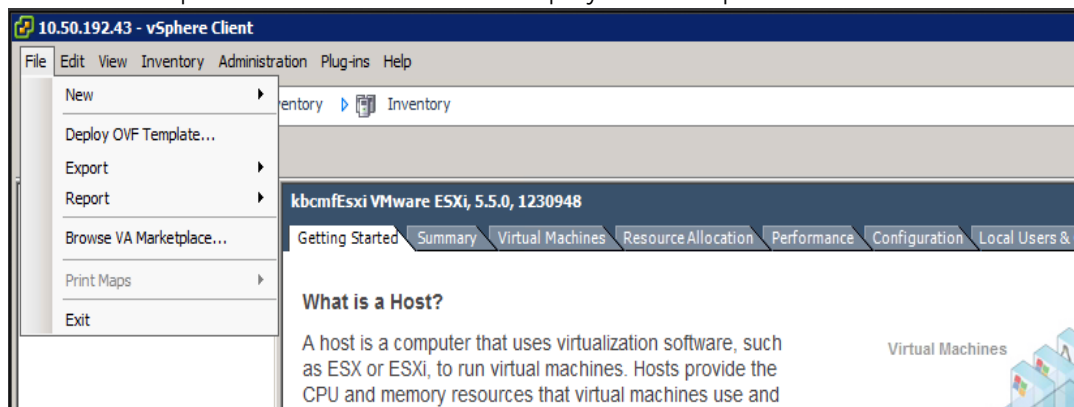 10.50.192.43 - vSphere Client
File Edit View Inventory Administration Plug-ins Help
New
Inventory
Deploy OVF Template...
Export
Report
Browse VA Marketplace...
Print Maps
Exit
kbcmfEsxi VMware ESXi, 5.5.0, 1230948
Getting Started Summary Virtual Machines Resource Allocation Performance Configuration Local Users &
What is a Host?
A host is a computer that uses virtualization software, such
as ESX or ESXi, to run virtual machines. Hosts provide the
CPU and memory resources that virtual machines use and
Virtual Machines